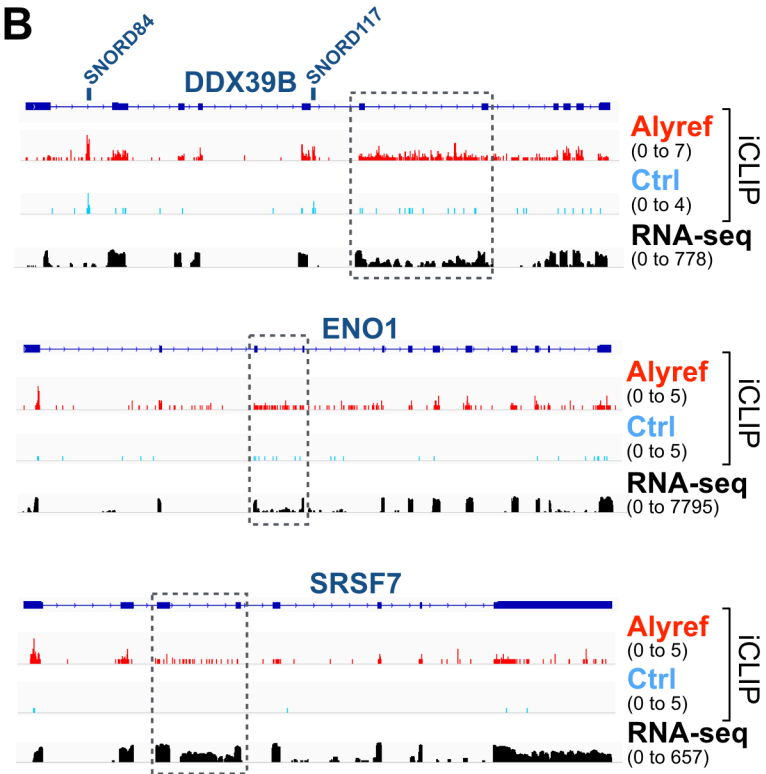 B
SNORD84
SNORD117
DDX39B
Alyref
(0 to 7)
Ctrl
(0 to 4)
RNA-seq
(0 to 778)
iCLIP
ENO1
Alyref
(0 to 5)
Ctrl
(0 to 5)
RNA-seq
(0 to 7795)
iCLIP
SRSF7
Alyref
(0 to 5)
Ctrl
(0 to 5)
RNA-seq
(0 to 657)
iCLIP